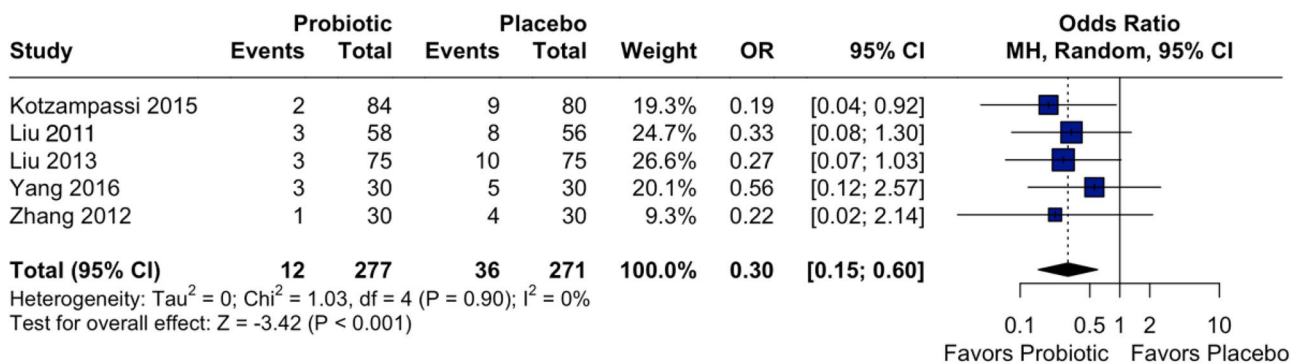 Probiotic Placebo Odds Ratio
Study Events Total Events Total Weight OR 95% CI MH, Random, 95% CI
Kotzampassi 2015 2 84 9 80 19.3% 0.19 [0.04; 0.92]
Liu 2011 3 58 8 56 24.7% 0.33 [0.08; 1.30]
Liu 2013 3 75 10 75 26.6% 0.27 [0.07; 1.03]
Yang 2016 3 30 5 30 20.1% 0.56 [0.12; 2.57]
Zhang 2012 1 30 4 30 9.3% 0.22 [0.02; 2.14]
Total (95% CI) 12 277 36 271 100.0% 0.30 [0.15; 0.60]
Heterogeneity: Tau² = 0; Chi² = 1.03, df = 4 (P = 0.90); I² = 0%
Test for overall effect: Z = -3.42 (P < 0.001)
0.1 0.5 1 2 10
Favors Probiotic Favors Placebo